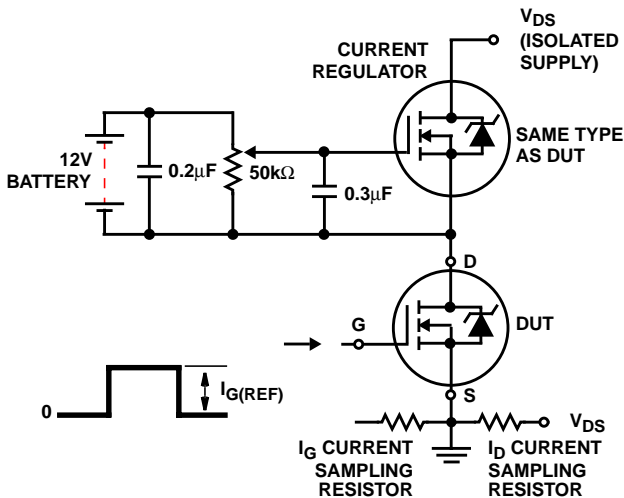 V_DS
(ISOLATED
SUPPLY)
CURRENT
REGULATOR
SAME TYPE
AS DUT
12V
BATTERY
0.2μF
50kΩ
0.3μF
D
DUT
G
S
0
I_G(REF)
V_DS
I_G CURRENT
SAMPLING
RESISTOR
I_D CURRENT
SAMPLING
RESISTOR